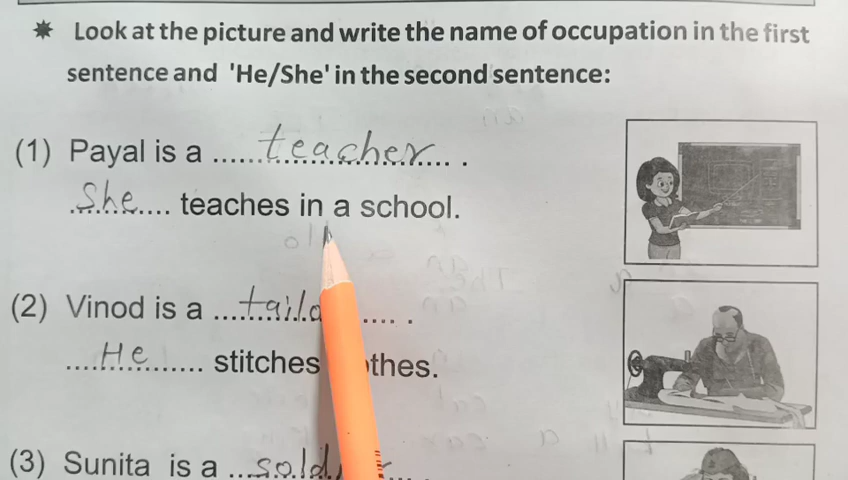 ✷ Look at the picture and write the name of occupation in the first
sentence and 'He/She' in the second sentence:
(1) Payal is a ......teacher.... .
She.... teaches in a school.
(2) Vinod is a .... .
....He...... stitches
(3) Sunita is a